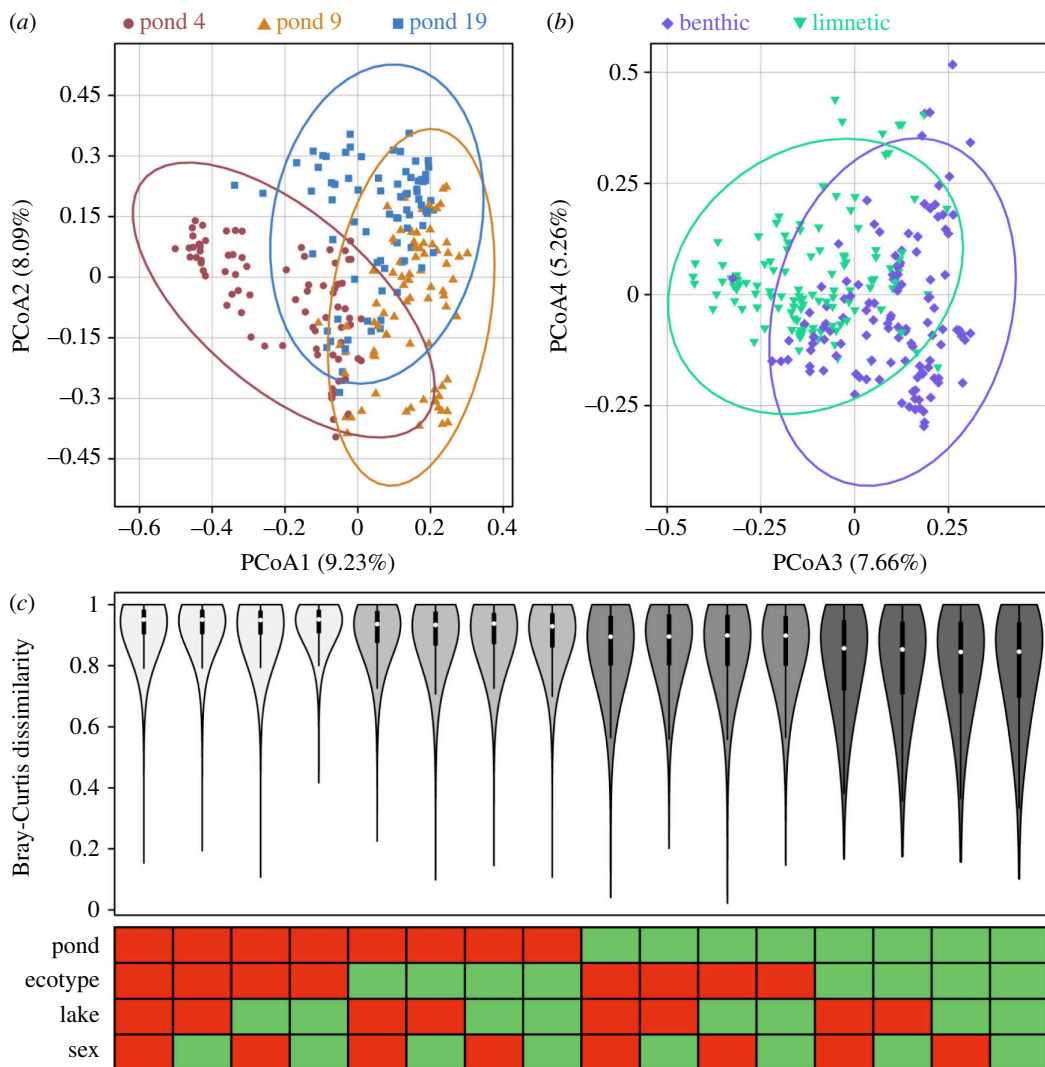 (a) pond 4 pond 9 pond 19
(b) benthic limnetic
0.45
0.3
0.15
0
–0.15
–0.3
–0.45
PCoA2 (8.09%)
–0.6 –0.4 –0.2 0 0.2 0.4
PCoA1 (9.23%)
0.5
0.25
0
–0.25
PCoA4 (5.26%)
–0.5 –0.25 0 0.25
PCoA3 (7.66%)
(c)
1
0.8
0.6
0.4
0.2
0
Bray-Curtis dissimilarity
pond
ecotype
lake
sex